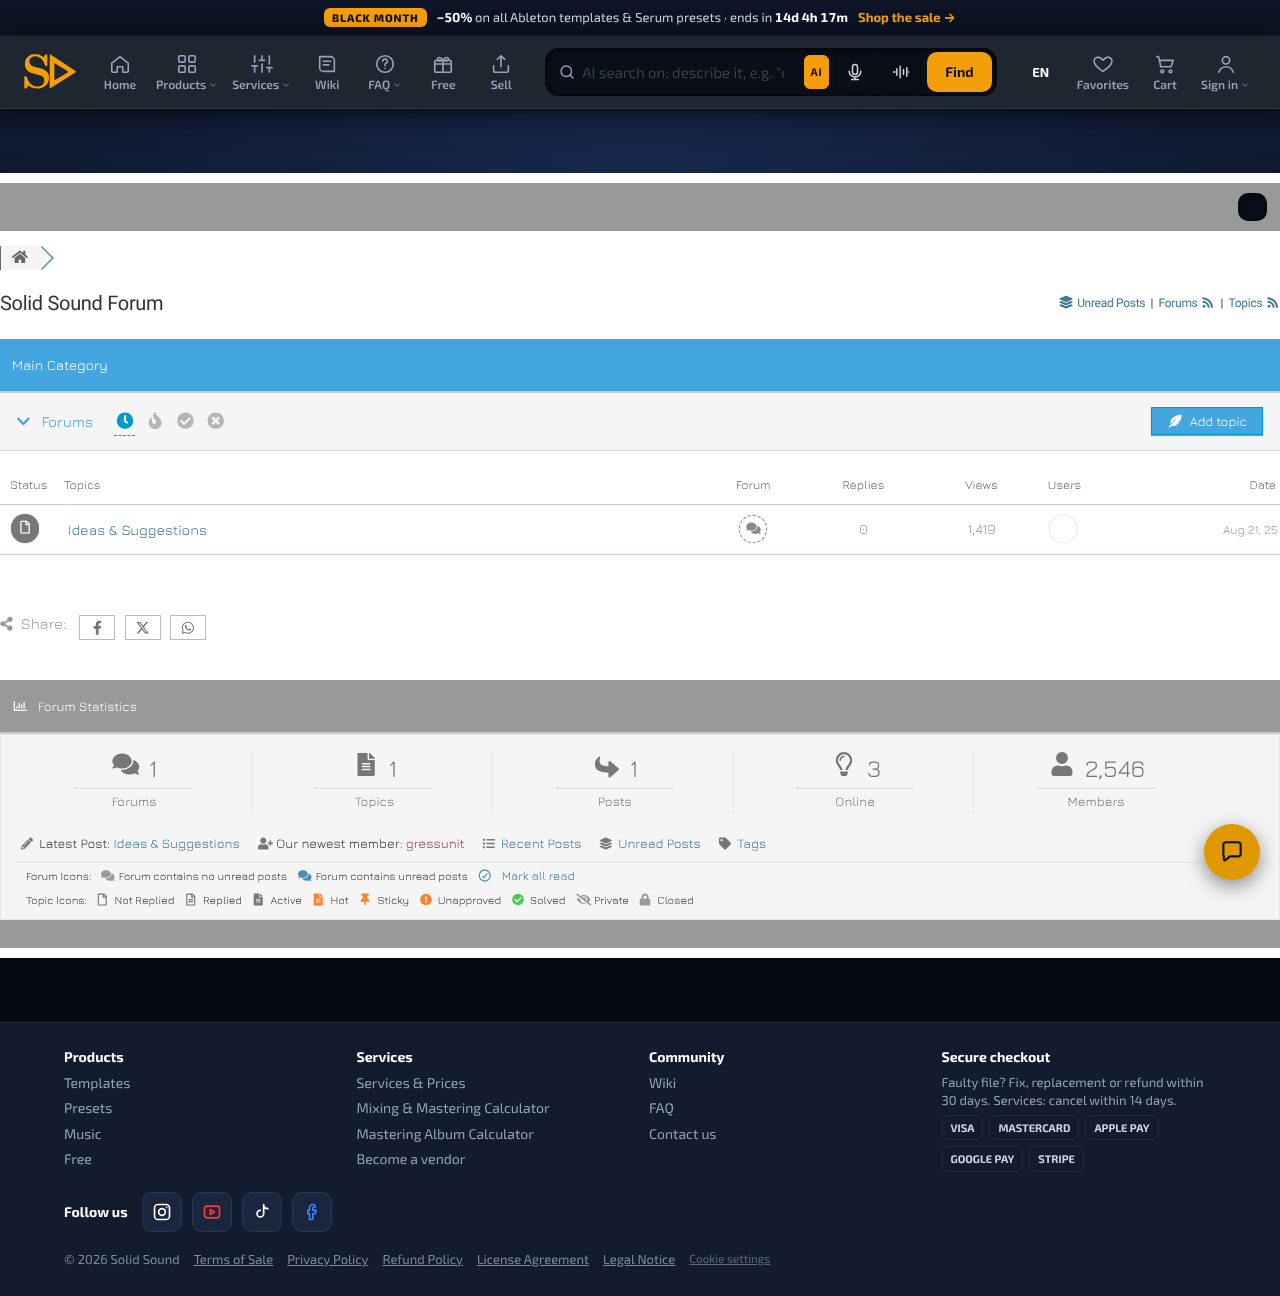 BLACK MONTH −50% on all Ableton templates & Serum presets · ends in 14d 4h 17m Shop the sale →
Home Products Services Wiki FAQ Free Sell
AI search on: describe it, e.g. “
AI
Find
EN
Favorites Cart Sign in
Solid Sound Forum
Unread Posts | Forums | Topics
Main Category
Forums
Add topic
Status Topics Forum Replies Views Users Date
Ideas & Suggestions 0 1,419 Aug 21, 25
Share:
Forum Statistics
1 1 1 3 2,546
Forums Topics Posts Online Members
Latest Post: Ideas & Suggestions Our newest member: gressunit Recent Posts Unread Posts Tags
Forum Icons: Forum contains no unread posts Forum contains unread posts Mark all read
Topic Icons: Not Replied Replied Active Hot Sticky Unapproved Solved Private Closed
Products
Templates
Presets
Music
Free
Services
Services & Prices
Mixing & Mastering Calculator
Mastering Album Calculator
Become a vendor
Community
Wiki
FAQ
Contact us
Secure checkout
Faulty file? Fix, replacement or refund within
30 days. Services: cancel within 14 days.
VISA MASTERCARD APPLE PAY
GOOGLE PAY STRIPE
Follow us
© 2026 Solid Sound Terms of Sale Privacy Policy Refund Policy License Agreement Legal Notice Cookie settings